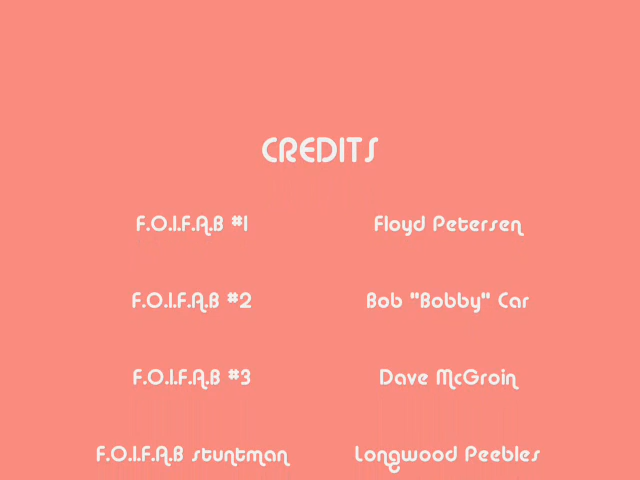 CREDITS
F.O.I.F.A.B #1 Floyd Petersen
F.O.I.F.A.B #2 Bob "Bobby" Car
F.O.I.F.A.B #3 Dave McGroin
F.O.I.F.A.B stuntman Longwood Peebles